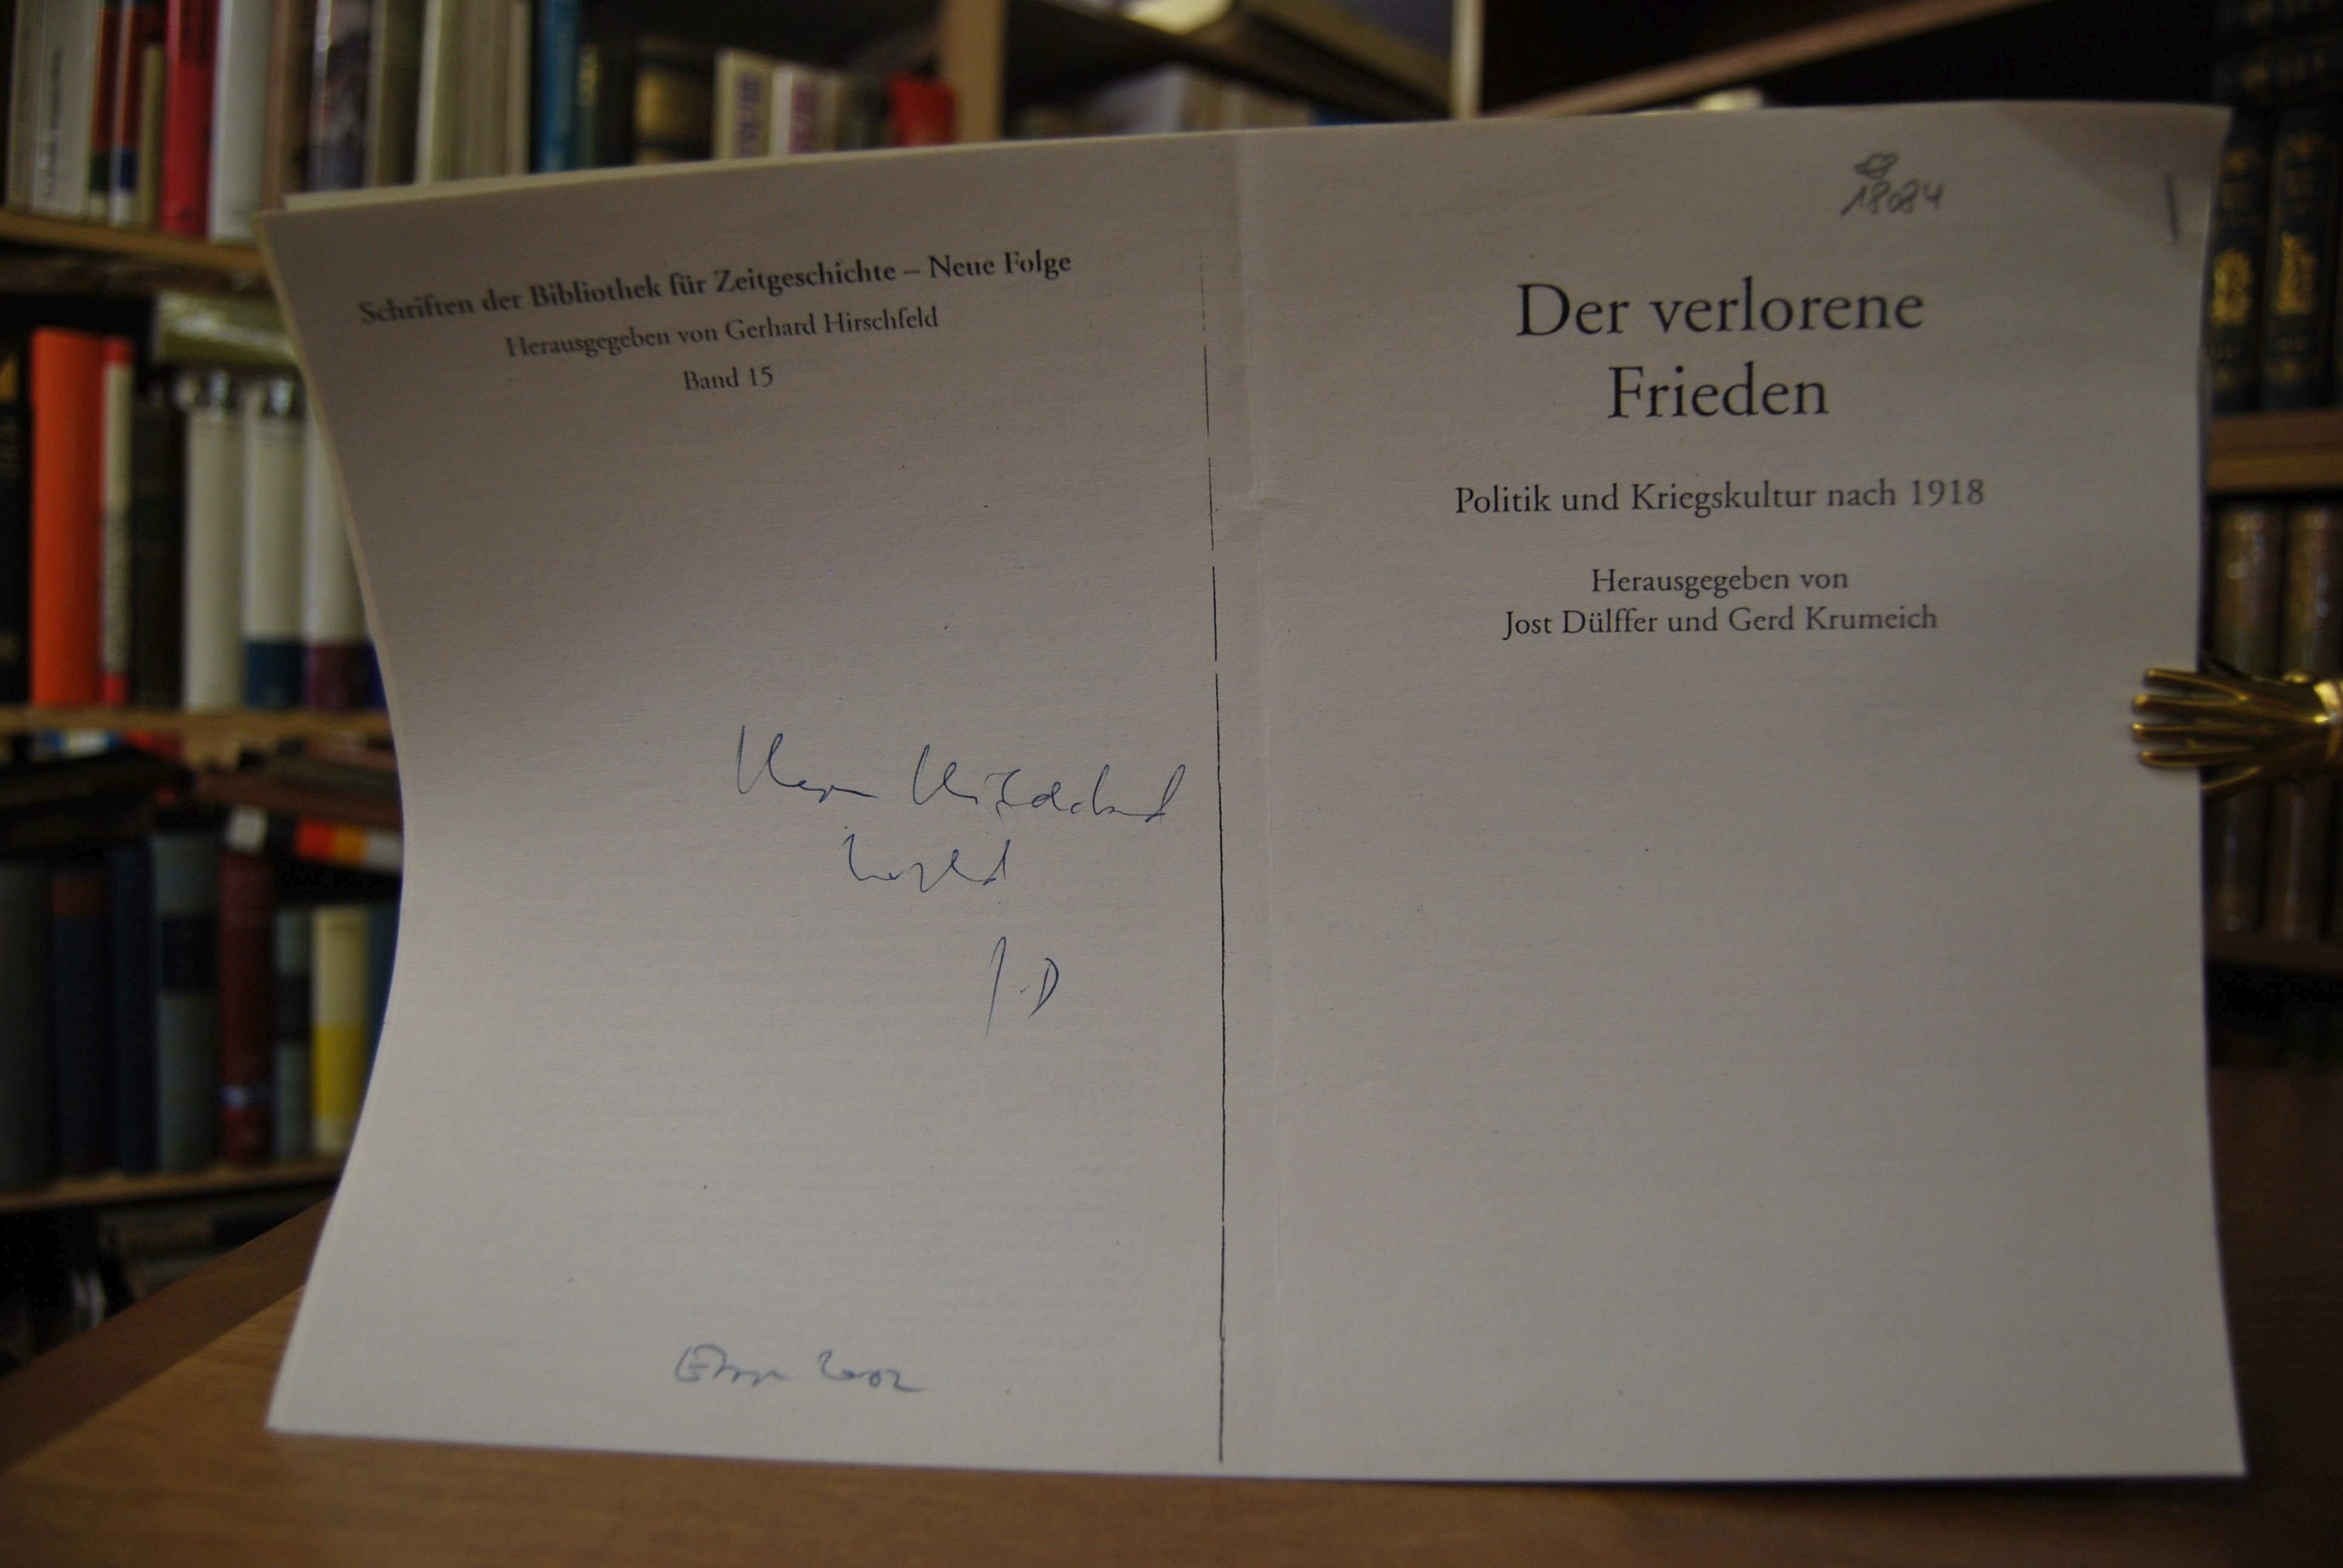 Schriften der Bibliothek für Zeitgeschichte – Neue Folge
Herausgegeben von Gerhard Hirschfeld
Band 15
J.D
18084
Der verlorene
Frieden
Politik und Kriegskultur nach 1918
Herausgegeben von
Jost Dülffer und Gerd Krumeich